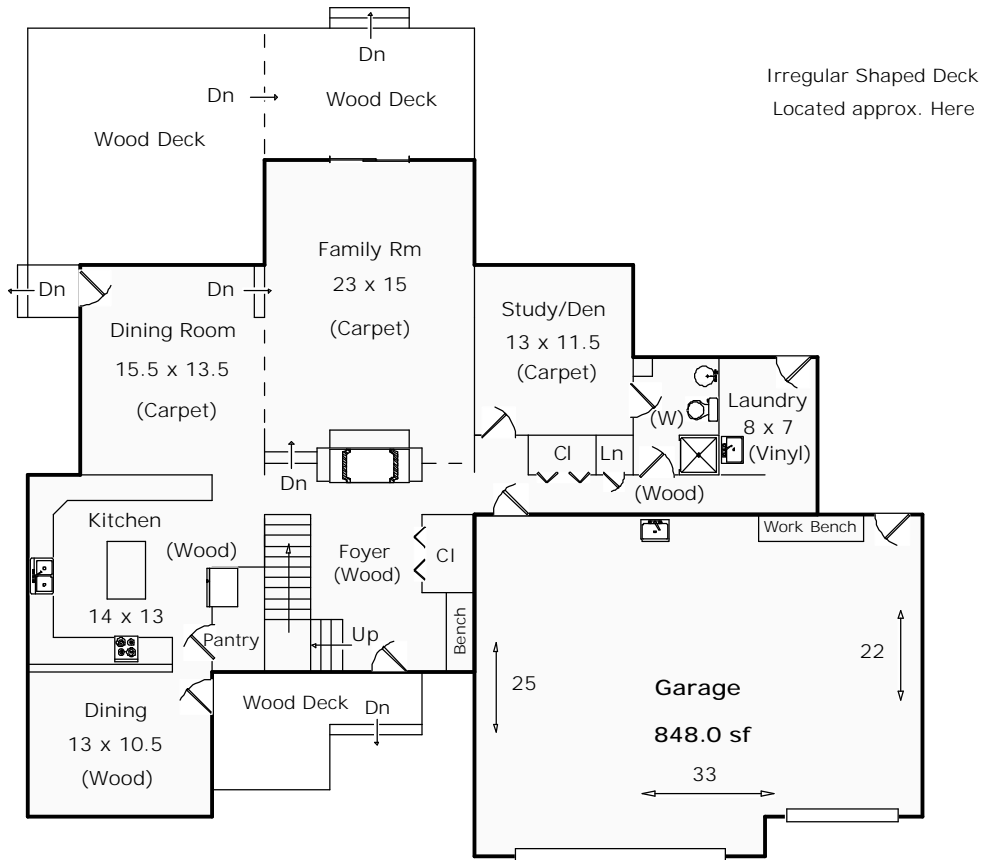 Dn
Irregular Shaped Deck
Located approx. Here
Dn
Wood Deck
Wood Deck
Family Rm
23 x 15
(Carpet)
Dn
Dn
Dining Room
15.5 x 13.5
(Carpet)
Study/Den
13 x 11.5
(Carpet)
Laundry
8 x 7
(Vinyl)
(W)
Cl
Ln
Dn
(Wood)
Kitchen
(Wood)
14 x 13
Foyer
(Wood)
Cl
Work Bench
Pantry
Up
Bench
22
25
Garage
848.0 sf
33
Wood Deck
Dn
Dining
13 x 10.5
(Wood)